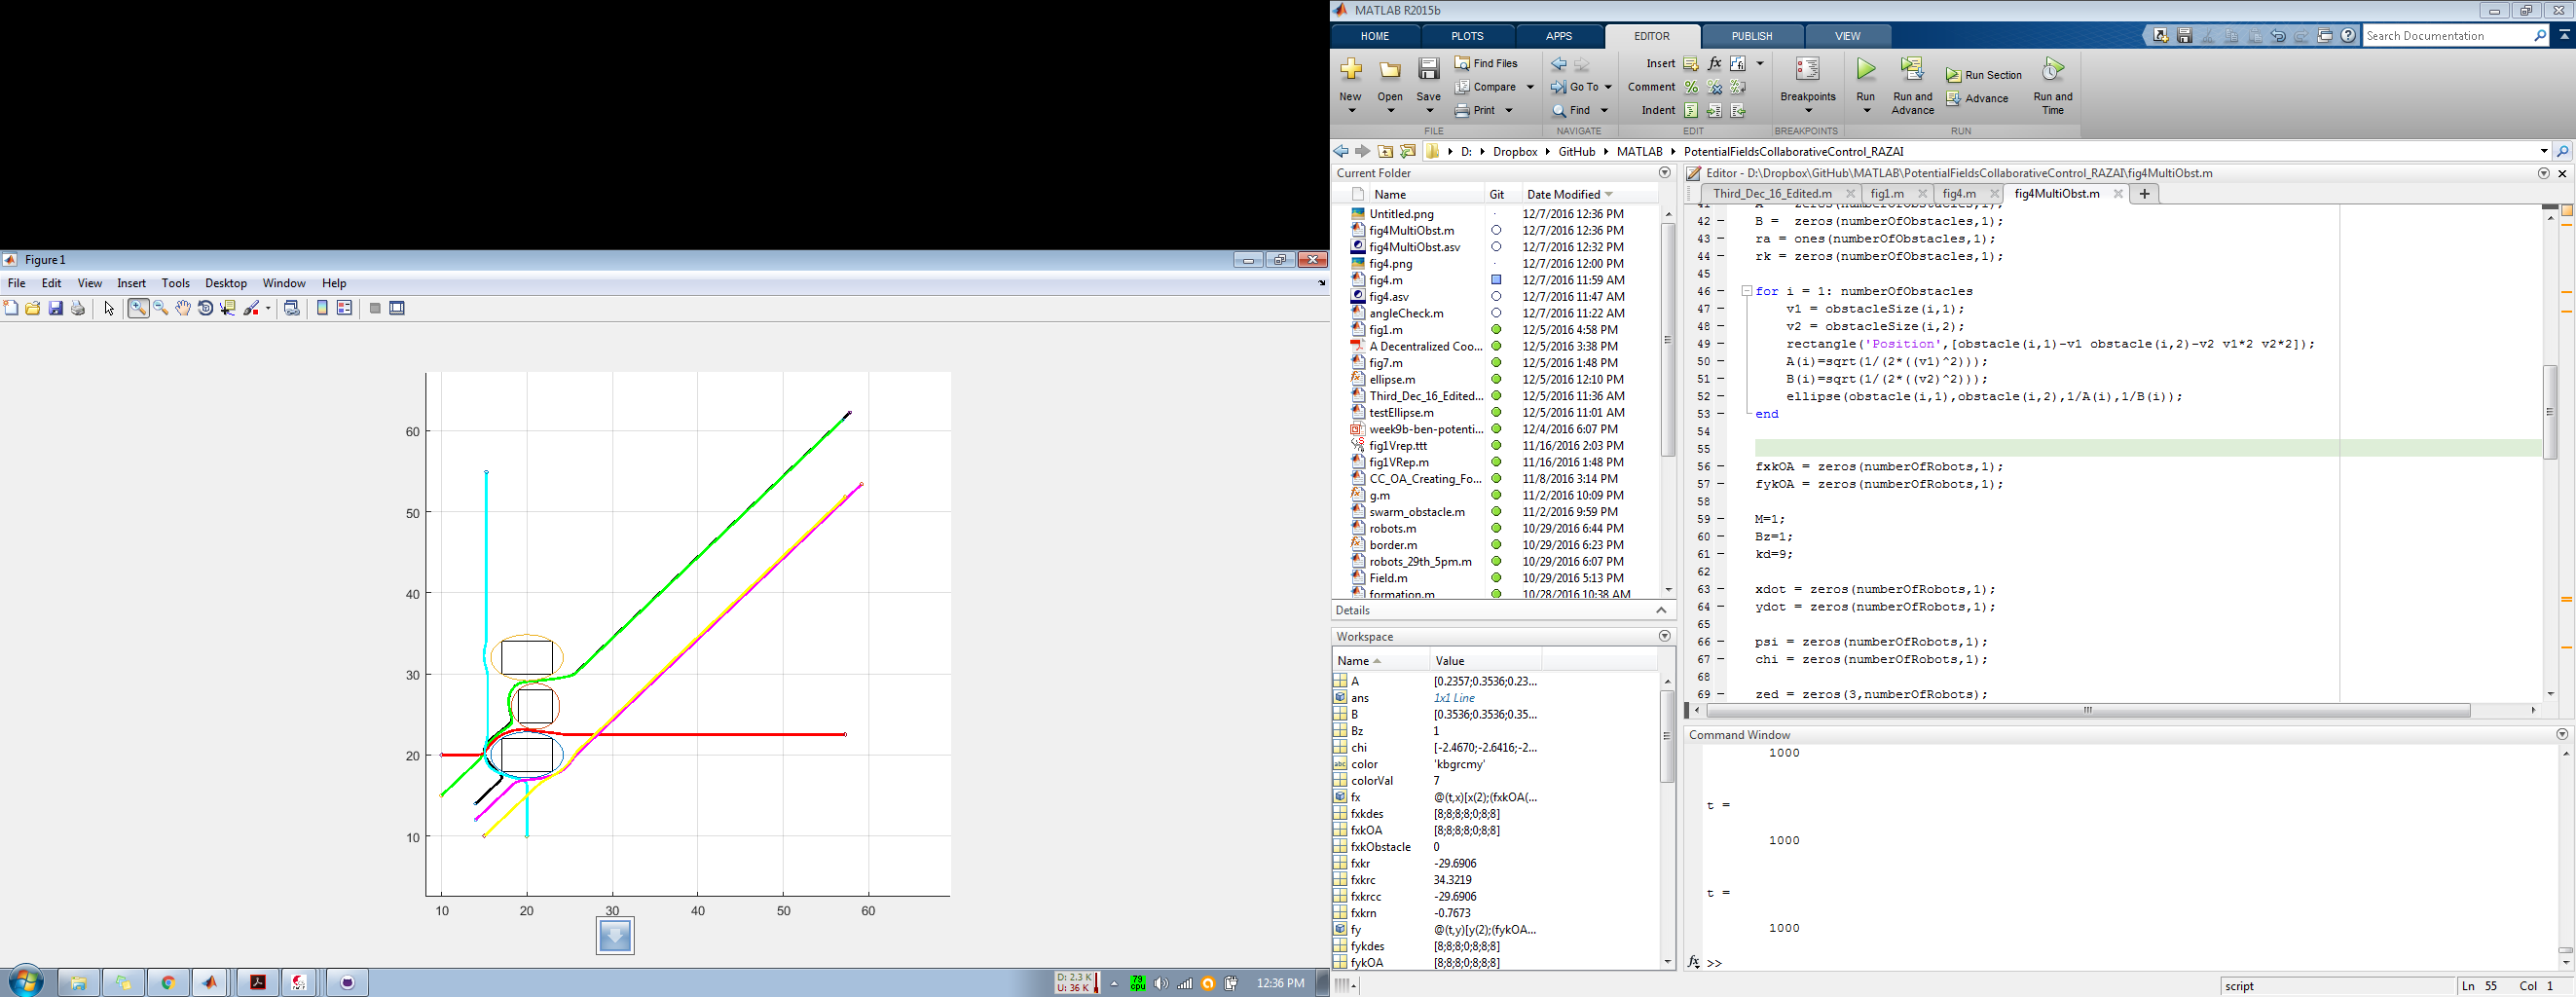 Figure 1
File Edit View Insert Tools Desktop Window Help
60
50
40
30
20
10
10 20 30 40 50 60
D: 2.3 K
U: 36 K
79
cpu
12:36 PM
MATLAB R2015b
HOME PLOTS APPS EDITOR PUBLISH VIEW
Search Documentation
New Open Save
Find Files
Compare
Print
Go To
Find
Insert
Comment
Indent
fx
Breakpoints
Run
Run and Advance
Run Section
Advance
Run and Time
FILE NAVIGATE EDIT BREAKPOINTS RUN
D: Dropbox GitHub MATLAB PotentialFieldsCollaborativeControl_RAZAI
Current Folder
Name Git Date Modified
Untitled.png 12/7/2016 12:36 PM
fig4MultiObst.m 12/7/2016 12:36 PM
fig4MultiObst.asv 12/7/2016 12:32 PM
fig4.png 12/7/2016 12:00 PM
fig4.m 12/7/2016 11:59 AM
fig4.asv 12/7/2016 11:47 AM
angleCheck.m 12/7/2016 11:22 AM
fig1.m 12/5/2016 4:58 PM
A Decentralized Coo... 12/5/2016 3:38 PM
fig7.m 12/5/2016 1:48 PM
ellipse.m 12/5/2016 12:10 PM
Third_Dec_16_Edited... 12/5/2016 11:36 AM
testEllipse.m 12/5/2016 11:01 AM
week9b-ben-potenti... 12/4/2016 6:07 PM
fig1Vrep.ttt 11/16/2016 2:03 PM
fig1VRep.m 11/16/2016 1:48 PM
CC_OA_Creating_Fo... 11/8/2016 3:14 PM
g.m 11/2/2016 10:09 PM
swarm_obstacle.m 11/2/2016 9:59 PM
robots.m 10/29/2016 6:44 PM
border.m 10/29/2016 6:23 PM
robots_29th_5pm.m 10/29/2016 6:07 PM
Field.m 10/29/2016 5:13 PM
formation.m 10/28/2016 10:38 AM
Details
Workspace
Name Value
A [0.2357;0.3536;0.23...
ans 1x1 Line
B [0.3536;0.3536;0.35...
Bz 1
chi [-2.4670;-2.6416;-2...
color 'kbgrcmy'
colorVal 7
fx @(t,x)[x(2);(fxkOA(...
fxkdes [8;8;8;8;0;8;8]
fxkOA [8;8;8;8;0;8;8]
fxkObstacle 0
fxkr -29.6906
fxkrc 34.3219
fxkrcc -29.6906
fxkrn -0.7673
fy @(t,y)[y(2);(fykOA...
fykdes [8;8;8;0;8;8;8]
fykOA [8;8;8;0;8;8;8]
Editor - D:\Dropbox\GitHub\MATLAB\PotentialFieldsCollaborativeControl_RAZAI\fig4MultiObst.m
Third_Dec_16_Edited.m fig1.m fig4.m fig4MultiObst.m
41 A = zeros(numberOfObstacles,1);
42 B = zeros(numberOfObstacles,1);
43 ra = ones(numberOfObstacles,1);
44 rk = zeros(numberOfObstacles,1);
45
46 for i = 1: numberOfObstacles
47 v1 = obstacleSize(i,1);
48 v2 = obstacleSize(i,2);
49 rectangle('Position',[obstacle(i,1)-v1 obstacle(i,2)-v2 v1*2 v2*2]);
50 A(i)=sqrt(1/(2*((v1)^2)));
51 B(i)=sqrt(1/(2*((v2)^2)));
52 ellipse(obstacle(i,1),obstacle(i,2),1/A(i),1/B(i));
53 end
54
55
56 fxkOA = zeros(numberOfRobots,1);
57 fykOA = zeros(numberOfRobots,1);
58
59 M=1;
60 Bz=1;
61 kd=9;
62
63 xdot = zeros(numberOfRobots,1);
64 ydot = zeros(numberOfRobots,1);
65
66 psi = zeros(numberOfRobots,1);
67 chi = zeros(numberOfRobots,1);
68
69 zed = zeros(3,numberOfRobots);
Command Window
1000
t =
1000
t =
1000
fx >>
script Ln 55 Col 1